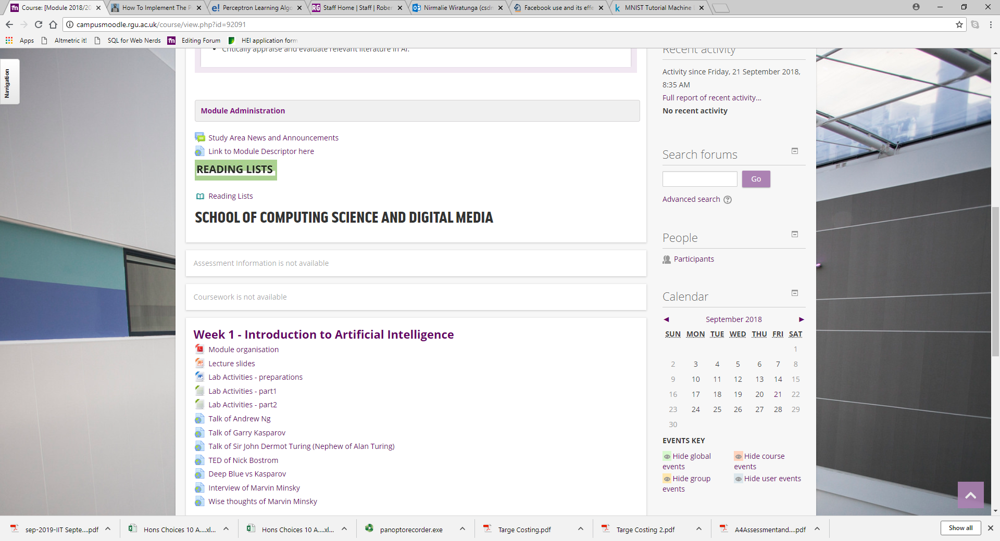 Course: [Module 2018/20
How To Implement The P
Perceptron Learning Algo
Staff Home | Staff | Rober
Nirmalie Wiratunga (csdn
Facebook use and its effe
MNIST Tutorial Machine
campusmoodle.rgu.ac.uk/course/view.php?id=92091
Apps
Altmetric it!
SQL for Web Nerds
Editing Forum
HEI application form
Navigation
• Critically appraise and evaluate relevant literature in AI.
Module Administration
Study Area News and Announcements
Link to Module Descriptor here
READING LISTS
Reading Lists
SCHOOL OF COMPUTING SCIENCE AND DIGITAL MEDIA
Assessment Information is not available
Coursework is not available
Week 1 - Introduction to Artificial Intelligence
Module organisation
Lecture slides
Lab Activities - preparations
Lab Activities - part1
Lab Activities - part2
Talk of Andrew Ng
Talk of Garry Kasparov
Talk of Sir John Dermot Turing (Nephew of Alan Turing)
TED of Nick Bostrom
Deep Blue vs Kasparov
Interview of Marvin Minsky
Wise thoughts of Marvin Minsky
Recent activity
Activity since Friday, 21 September 2018,
8:35 AM
Full report of recent activity...
No recent activity
Search forums
Go
Advanced search
People
Participants
Calendar
◄ September 2018 ►
SUN MON TUE WED THU FRI SAT
1
2 3 4 5 6 7 8
9 10 11 12 13 14 15
16 17 18 19 20 21 22
23 24 25 26 27 28 29
30
EVENTS KEY
Hide global events
Hide course events
Hide group events
Hide user events
sep-2019-IIT Septe....pdf
Hons Choices 10 A....xl...
Hons Choices 10 A....xl...
panoptorecorder.exe
Targe Costing.pdf
Targe Costing 2.pdf
A4Assessmentand....pdf
Show all